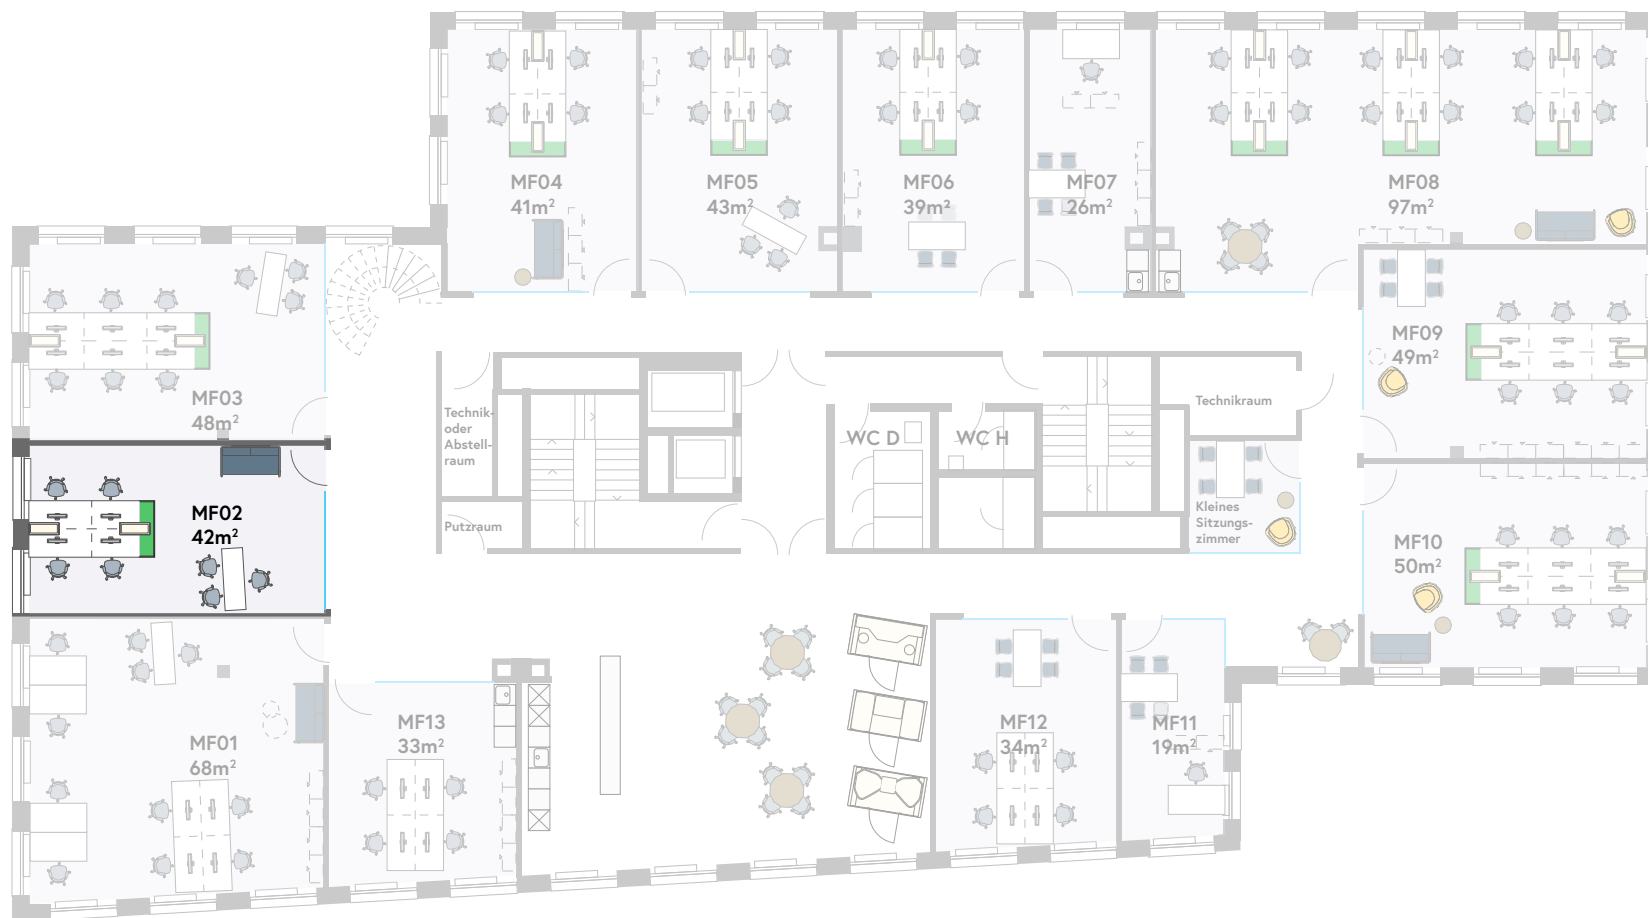 MF04
41m²
MF05
43m²
MF06
39m²
MF07
26m²
MF08
97m²
MF09
49m²
MF03
48m²
Technik-
oder
Abstell-
raum
WC D
WC H
Technikraum
MF02
42m²
Putzraum
Kleines
Sitzungs-
zimmer
MF10
50m²
MF01
68m²
MF13
33m²
MF12
34m²
MF11
19m²